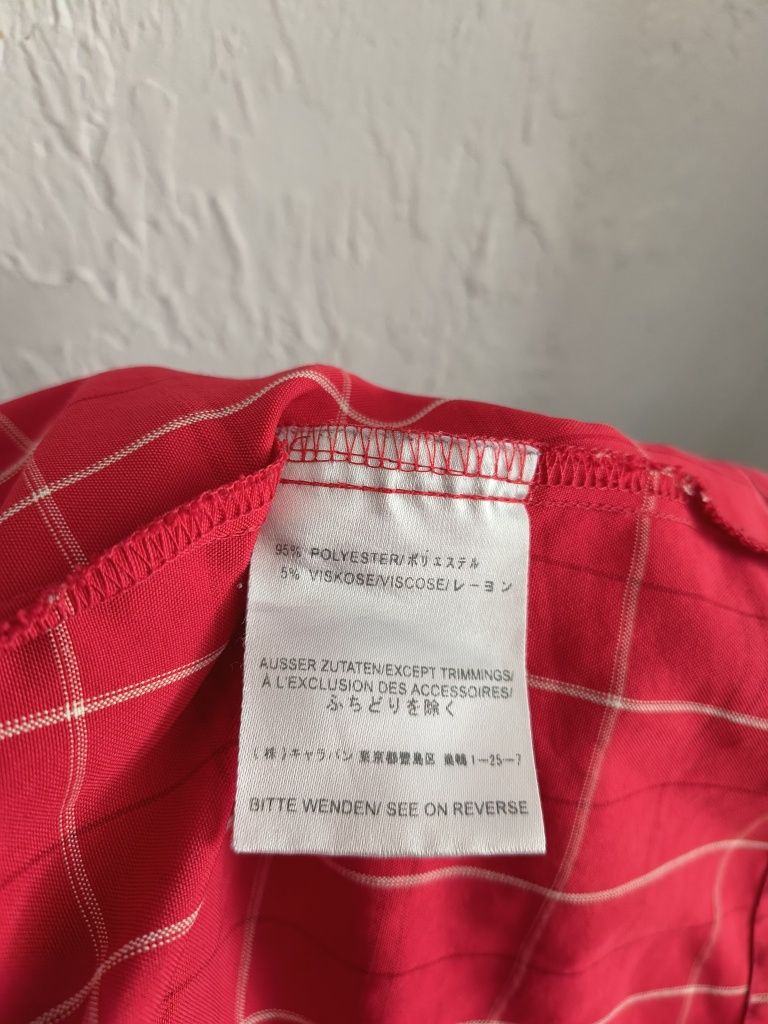 95% POLYESTER/ポリエステル
5% VISKOSE/VISCOSE/レーヨン
AUSSER ZUTATEN/EXCEPT TRIMMINGS/
À L'EXCLUSION DES ACCESSOIRES/
ふちどりを除く
(株)キャラバン 東京都豊島区 巣鴨1-25-7
BITTE WENDEN/ SEE ON REVERSE